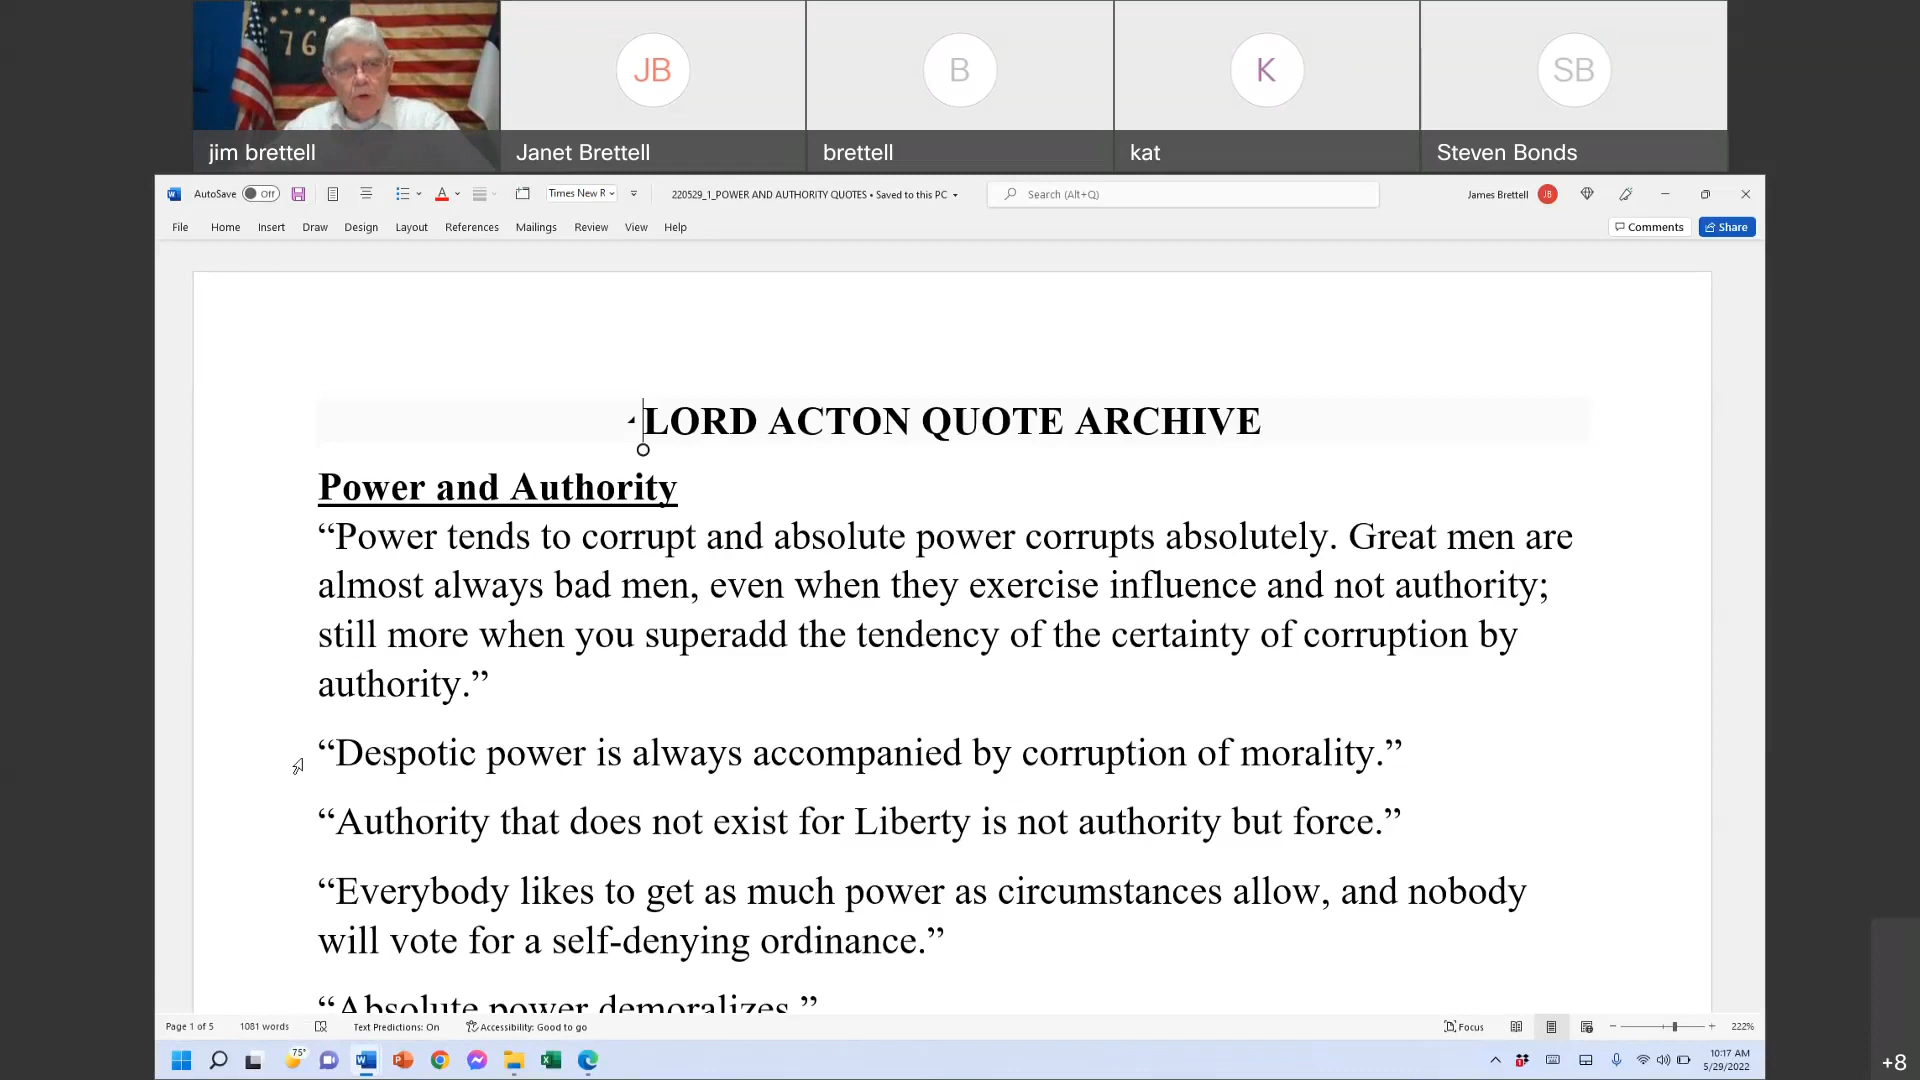 76
JB
B
K
SB
jim brettell
Janet Brettell
brettell
kat
Steven Bonds
AutoSave Off
Times New R
220529_1_POWER AND AUTHORITY QUOTES • Saved to this PC
Search (Alt+Q)
James Brettell JB
File Home Insert Draw Design Layout References Mailings Review View Help
Comments Share
LORD ACTON QUOTE ARCHIVE
Power and Authority
“Power tends to corrupt and absolute power corrupts absolutely. Great men are
almost always bad men, even when they exercise influence and not authority;
still more when you superadd the tendency of the certainty of corruption by
authority.”
“Despotic power is always accompanied by corruption of morality.”
“Authority that does not exist for Liberty is not authority but force.”
“Everybody likes to get as much power as circumstances allow, and nobody
will vote for a self-denying ordinance.”
“Absolute power demoralizes.”
Page 1 of 5 1081 words Text Predictions: On Accessibility: Good to go Focus 222%
75°
10:17 AM
5/29/2022
+8